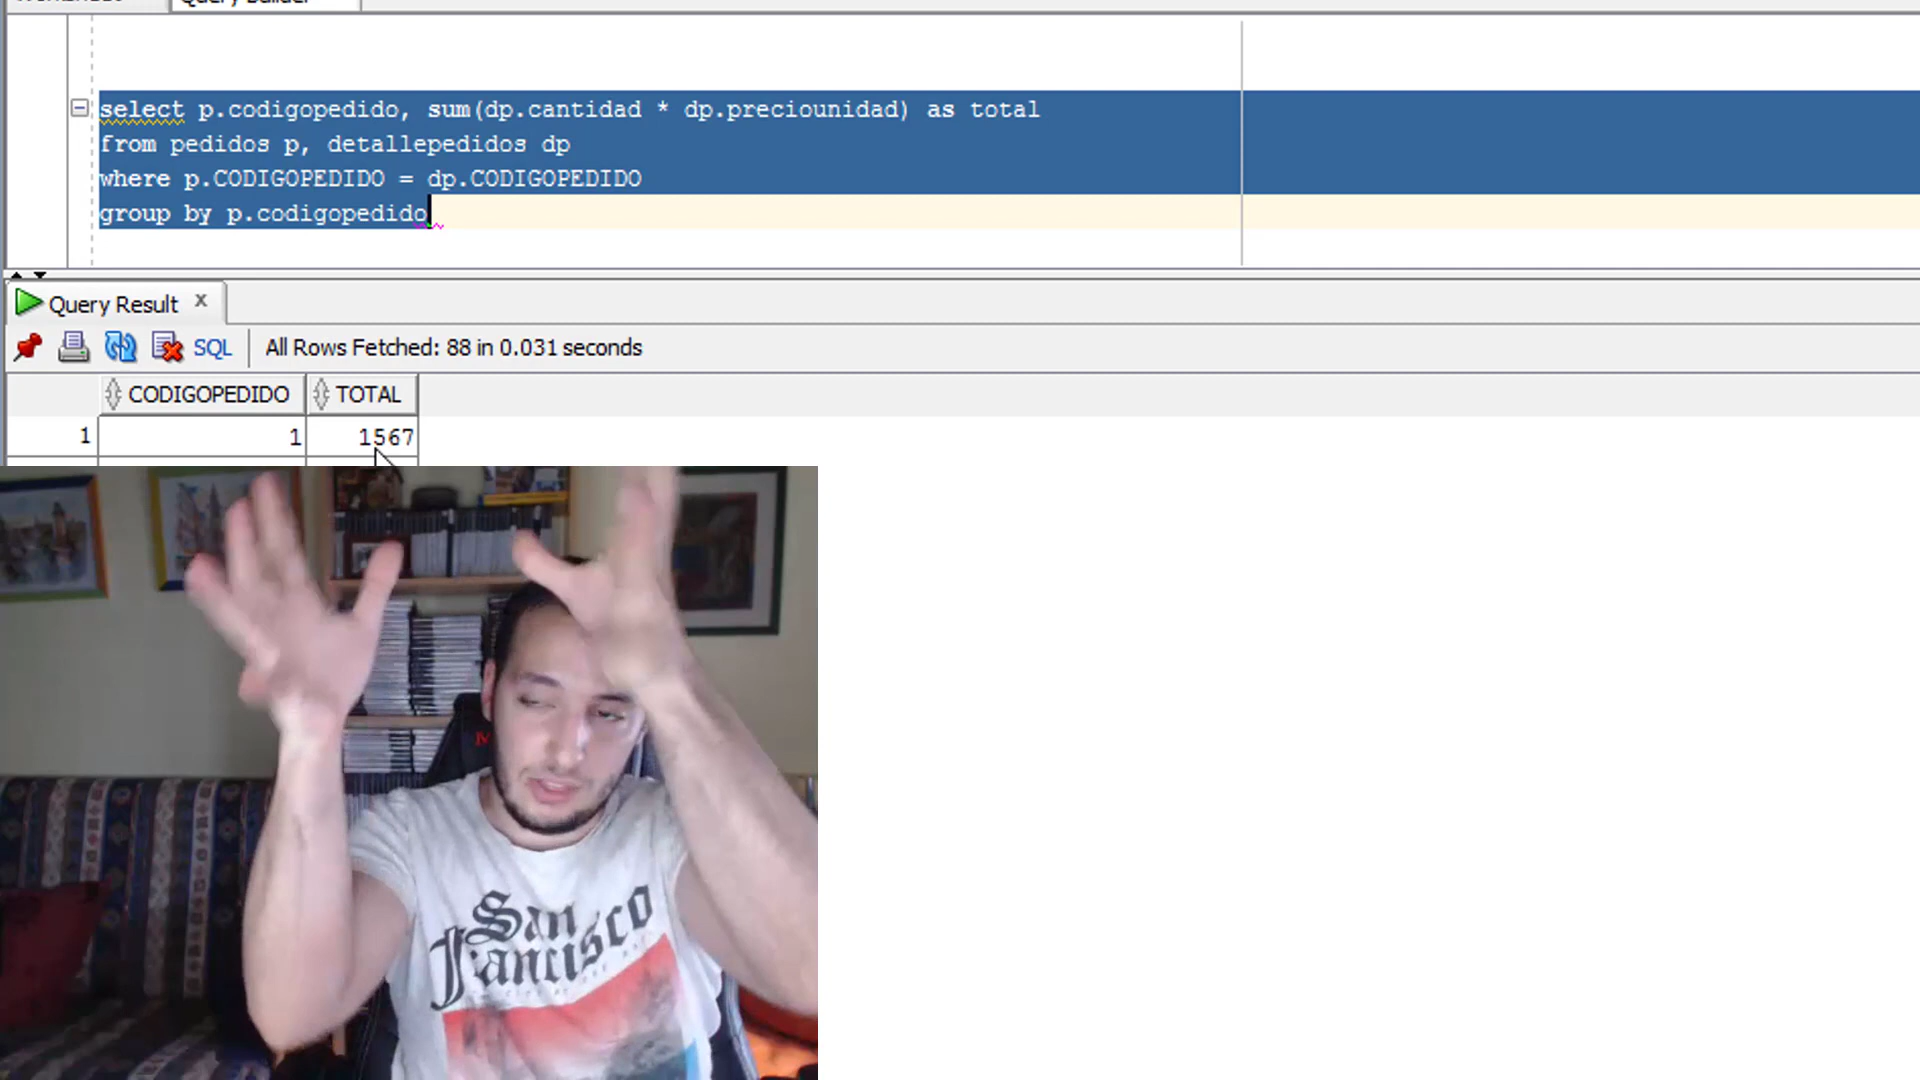 Query Builder
select p.codigopedido, sum(dp.cantidad * dp.preciounidad) as total
from pedidos p, detallepedidos dp
where p.CODIGOPEDIDO = dp.CODIGOPEDIDO
group by p.codigopedido
Query Result x
SQL All Rows Fetched: 88 in 0.031 seconds
CODIGOPEDIDO TOTAL
1 1 1567
San
Francisco